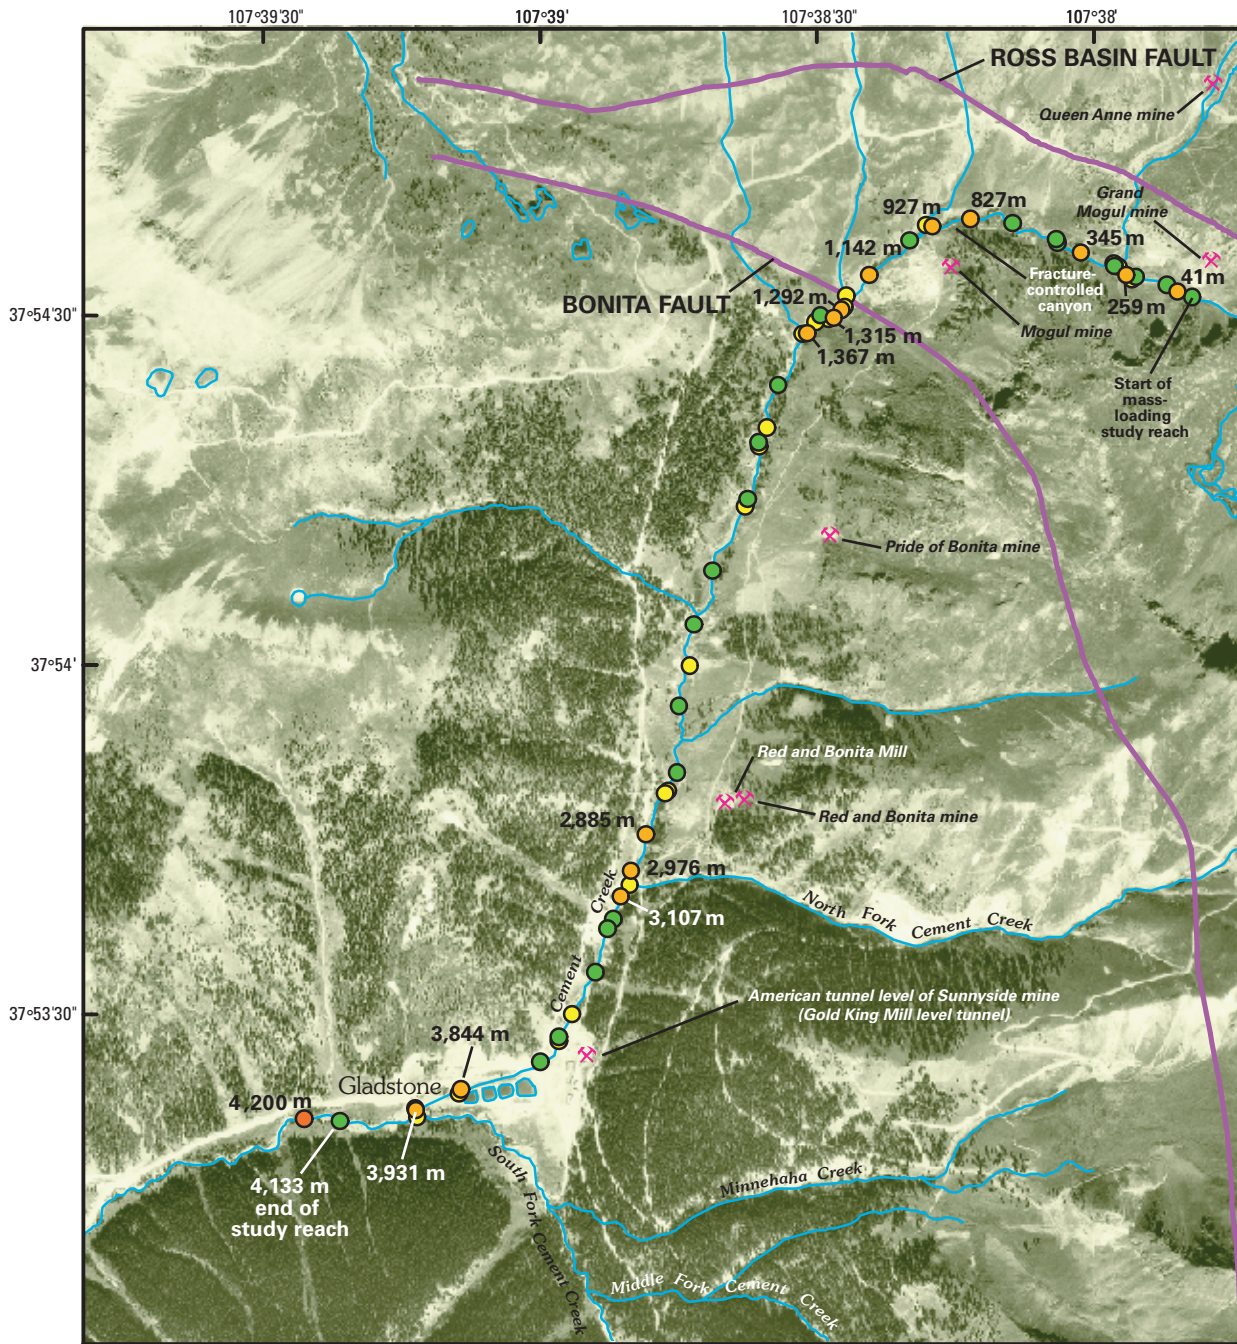 107°39'30"
107°39'
107°38'30"
107°38'
ROSS BASIN FAULT
Queen Anne mine
Grand
Mogul mine
927 m
827m
345 m
1,142 m
41m
Fracture-
controlled
canyon
259 m
BONITA FAULT
1,292 m
37°54'30"
Mogul mine
1,315 m
1,367 m
Start of
mass-
loading
study reach
Pride of Bonita mine
37°54'
Red and Bonita Mill
Red and Bonita mine
2,885 m
2,976 m
3,107 m
North Fork Cement Creek
Cement Creek
American tunnel level of Sunnyside mine
(Gold King Mill level tunnel)
37°53'30"
3,844 m
Gladstone
4,200 m
3,931 m
4,133 m
end of
study reach
South Fork Cement Creek
Minnehaha Creek
Middle Fork Cement Creek